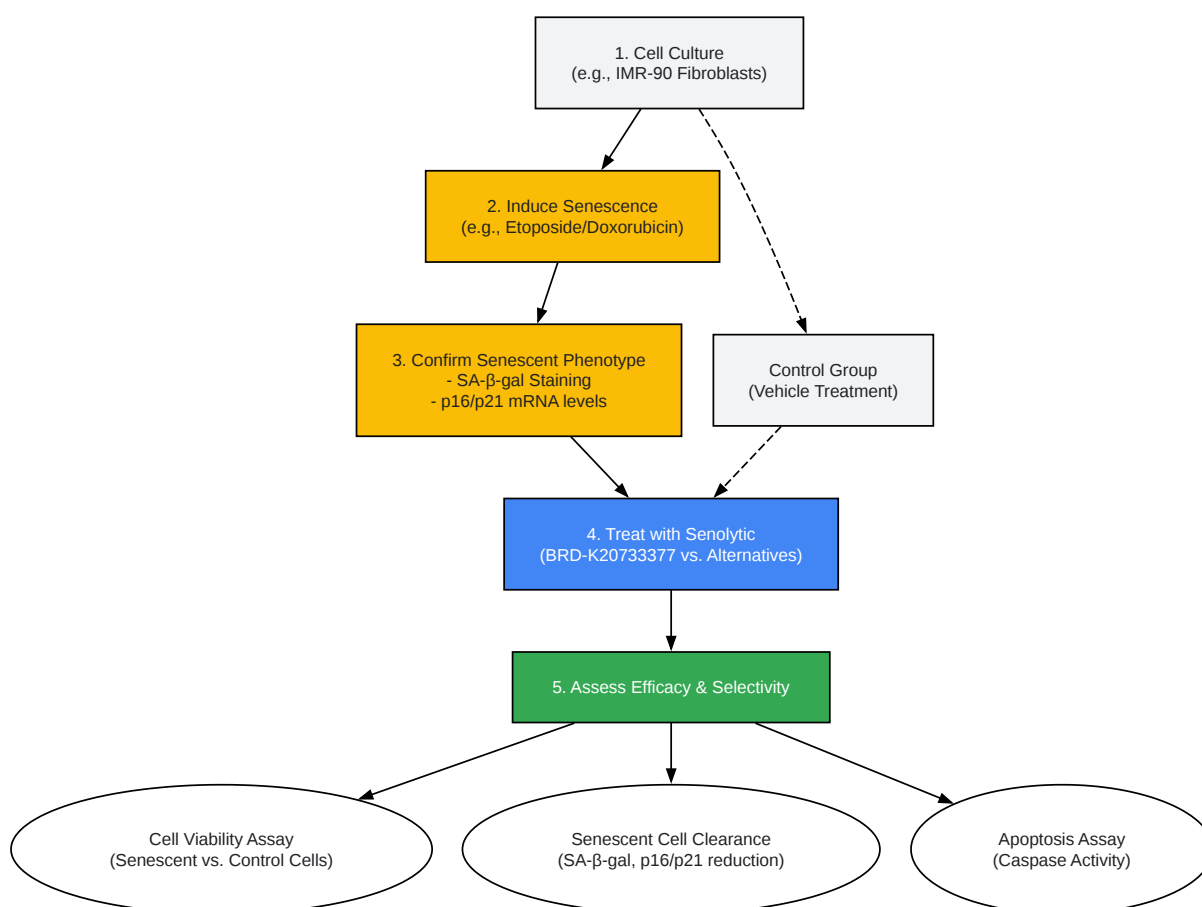 1. Cell Culture
(e.g., IMR-90 Fibroblasts)
2. Induce Senescence
(e.g., Etoposide/Doxorubicin)
3. Confirm Senescent Phenotype
- SA-β-gal Staining
- p16/p21 mRNA levels
Control Group
(Vehicle Treatment)
4. Treat with Senolytic
(BRD-K20733377 vs. Alternatives)
5. Assess Efficacy & Selectivity
Cell Viability Assay
(Senescent vs. Control Cells)
Senescent Cell Clearance
(SA-β-gal, p16/p21 reduction)
Apoptosis Assay
(Caspase Activity)